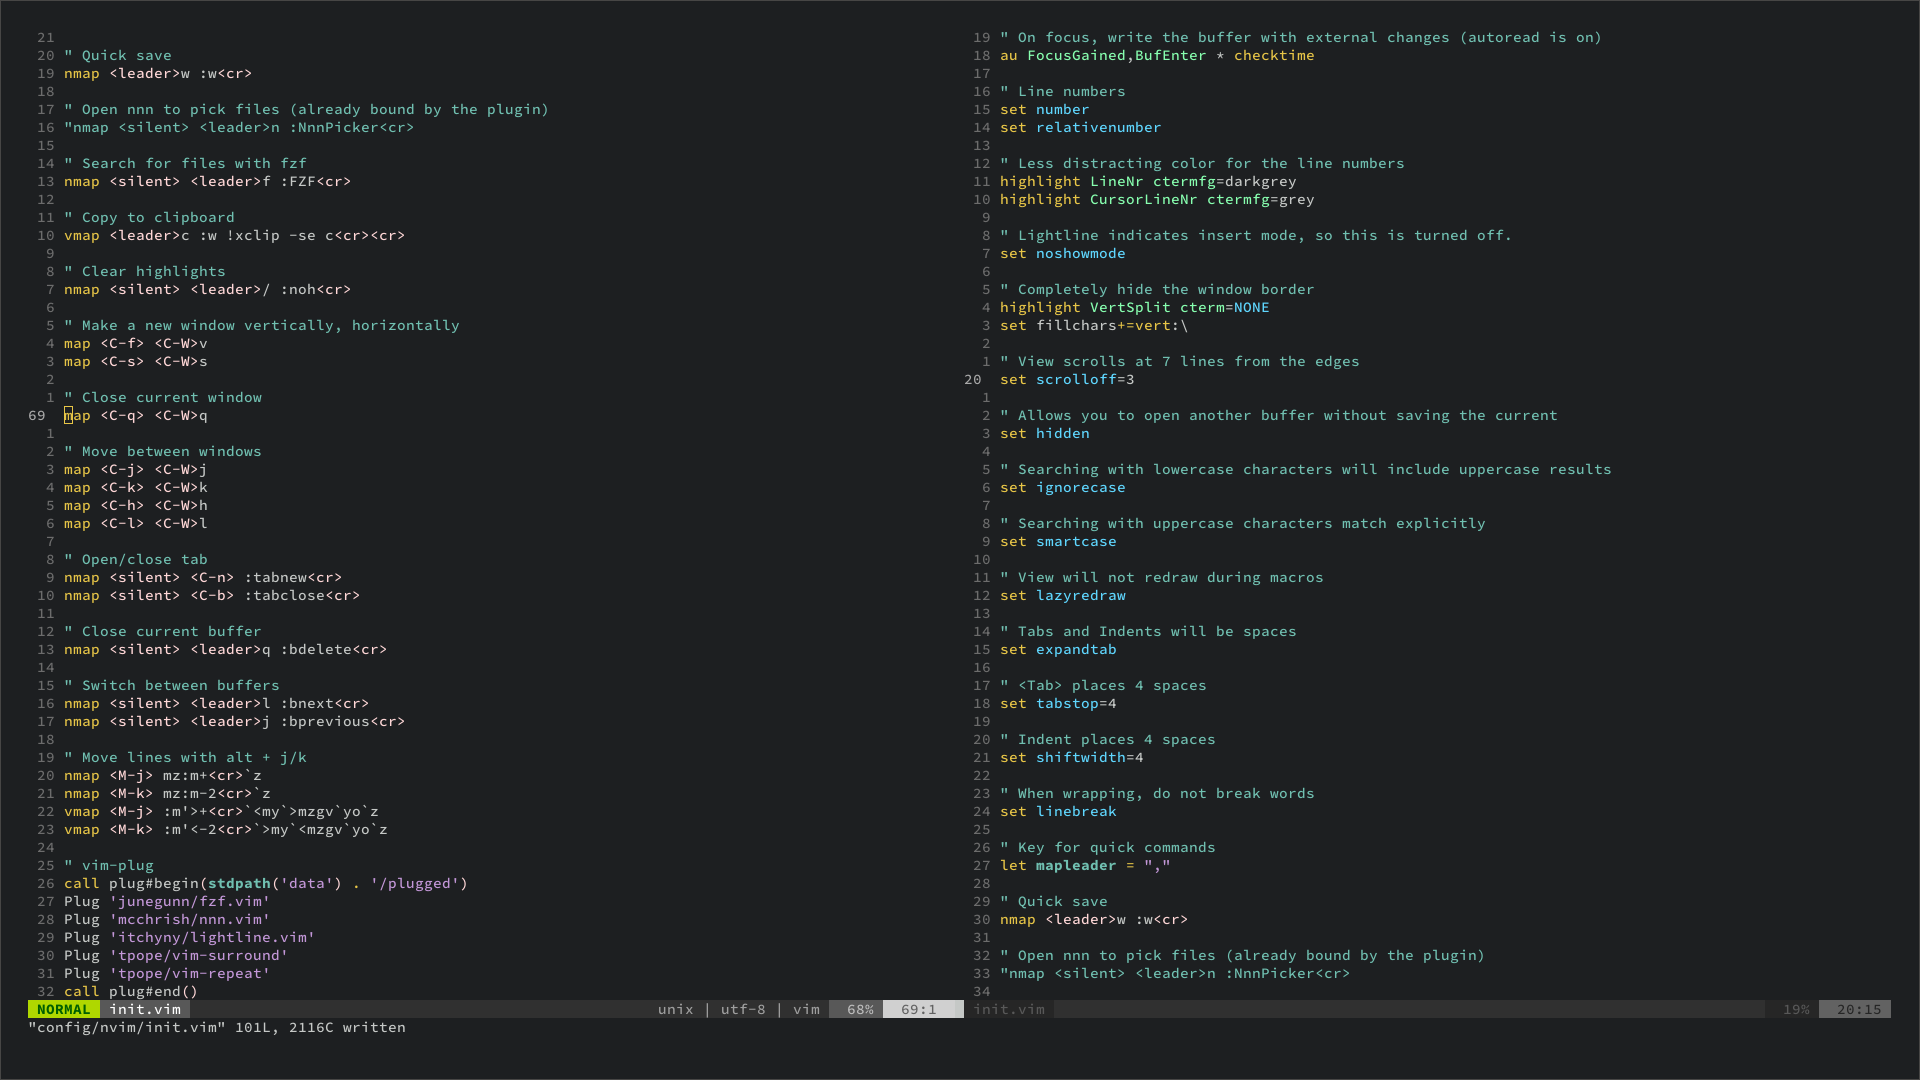 21
20 " Quick save
19 nmap <leader>w :w<cr>
18
17 " Open nnn to pick files (already bound by the plugin)
16 "nmap <silent> <leader>n :NnnPicker<cr>
15
14 " Search for files with fzf
13 nmap <silent> <leader>f :FZF<cr>
12
11 " Copy to clipboard
10 vmap <leader>c :w !xclip -se c<cr><cr>
9
8 " Clear highlights
7 nmap <silent> <leader>/ :noh<cr>
6
5 " Make a new window vertically, horizontally
4 map <C-f> <C-W>v
3 map <C-s> <C-W>s
2
1 " Close current window
69 map <C-q> <C-W>q
1
2 " Move between windows
3 map <C-j> <C-W>j
4 map <C-k> <C-W>k
5 map <C-h> <C-W>h
6 map <C-l> <C-W>l
7
8 " Open/close tab
9 nmap <silent> <C-n> :tabnew<cr>
10 nmap <silent> <C-b> :tabclose<cr>
11
12 " Close current buffer
13 nmap <silent> <leader>q :bdelete<cr>
14
15 " Switch between buffers
16 nmap <silent> <leader>l :bnext<cr>
17 nmap <silent> <leader>j :bprevious<cr>
18
19 " Move lines with alt + j/k
20 nmap <M-j> mz:m+<cr>`z
21 nmap <M-k> mz:m-2<cr>`z
22 vmap <M-j> :m'>+<cr>`<my`>mzgv`yo`z
23 vmap <M-k> :m'<-2<cr>`>my`<mzgv`yo`z
24
25 " vim-plug
26 call plug#begin(stdpath('data') . '/plugged')
27 Plug 'junegunn/fzf.vim'
28 Plug 'mcchrish/nnn.vim'
29 Plug 'itchyny/lightline.vim'
30 Plug 'tpope/vim-surround'
31 Plug 'tpope/vim-repeat'
32 call plug#end()
NORMAL init.vim unix | utf-8 | vim 68% 69:1
"config/nvim/init.vim" 101L, 2116C written
19 " On focus, write the buffer with external changes (autoread is on)
18 au FocusGained,BufEnter * checktime
17
16 " Line numbers
15 set number
14 set relativenumber
13
12 " Less distracting color for the line numbers
11 highlight LineNr ctermfg=darkgrey
10 highlight CursorLineNr ctermfg=grey
9
8 " Lightline indicates insert mode, so this is turned off.
7 set noshowmode
6
5 " Completely hide the window border
4 highlight VertSplit cterm=NONE
3 set fillchars+=vert:\
2
1 " View scrolls at 7 lines from the edges
20 set scrolloff=3
1
2 " Allows you to open another buffer without saving the current
3 set hidden
4
5 " Searching with lowercase characters will include uppercase results
6 set ignorecase
7
8 " Searching with uppercase characters match explicitly
9 set smartcase
10
11 " View will not redraw during macros
12 set lazyredraw
13
14 " Tabs and Indents will be spaces
15 set expandtab
16
17 " <Tab> places 4 spaces
18 set tabstop=4
19
20 " Indent places 4 spaces
21 set shiftwidth=4
22
23 " When wrapping, do not break words
24 set linebreak
25
26 " Key for quick commands
27 let mapleader = ","
28
29 " Quick save
30 nmap <leader>w :w<cr>
31
32 " Open nnn to pick files (already bound by the plugin)
33 "nmap <silent> <leader>n :NnnPicker<cr>
34
init.vim 19% 20:15